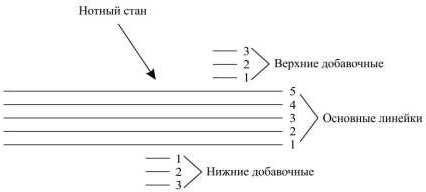 Нотный стан
3
2
1
Верхние добавочные
5
4
3
2
1
Основные линейки
1
2
3
Нижние добавочные